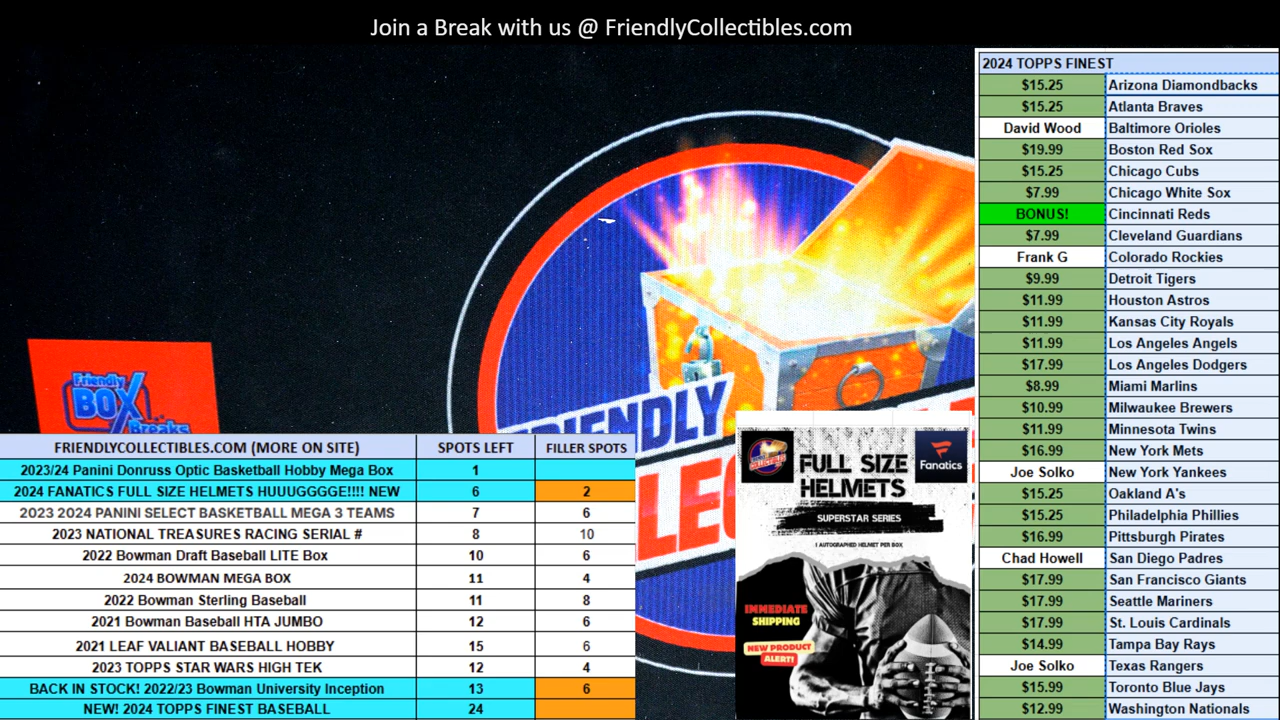 Join a Break with us @ FriendlyCollectibles.com
2024 TOPPS FINEST
$15.25 Arizona Diamondbacks
$15.25 Atlanta Braves
David Wood Baltimore Orioles
$19.99 Boston Red Sox
$15.25 Chicago Cubs
$7.99 Chicago White Sox
BONUS! Cincinnati Reds
$7.99 Cleveland Guardians
Frank G Colorado Rockies
$9.99 Detroit Tigers
$11.99 Houston Astros
$11.99 Kansas City Royals
$11.99 Los Angeles Angels
$17.99 Los Angeles Dodgers
$8.99 Miami Marlins
$10.99 Milwaukee Brewers
$11.99 Minnesota Twins
$16.99 New York Mets
Joe Solko New York Yankees
$15.25 Oakland A's
$15.25 Philadelphia Phillies
$16.99 Pittsburgh Pirates
Chad Howell San Diego Padres
$17.99 San Francisco Giants
$17.99 Seattle Mariners
$17.99 St. Louis Cardinals
$14.99 Tampa Bay Rays
Joe Solko Texas Rangers
$15.99 Toronto Blue Jays
$12.99 Washington Nationals
Friendly
BOX
Breaks
FRIENDLY
LEC
FRIENDLYCOLLECTIBLES.COM (MORE ON SITE) SPOTS LEFT FILLER SPOTS
2023/24 Panini Donruss Optic Basketball Hobby Mega Box 1
2024 FANATICS FULL SIZE HELMETS HUUUGGGGE!!!! NEW 6 2
2023 2024 PANINI SELECT BASKETBALL MEGA 3 TEAMS 7 6
2023 NATIONAL TREASURES RACING SERIAL # 8 10
2022 Bowman Draft Baseball LITE Box 10 6
2024 BOWMAN MEGA BOX 11 4
2022 Bowman Sterling Baseball 11 8
2021 Bowman Baseball HTA JUMBO 12 6
2021 LEAF VALIANT BASEBALL HOBBY 15 6
2023 TOPPS STAR WARS HIGH TEK 12 4
BACK IN STOCK! 2022/23 Bowman University Inception 13 6
NEW! 2024 TOPPS FINEST BASEBALL 24
Fanatics
FULL SIZE
HELMETS
SUPERSTAR SERIES
1 AUTOGRAPHED HELMET PER BOX
IMMEDIATE
SHIPPING
NEW PRODUCT
ALERT!